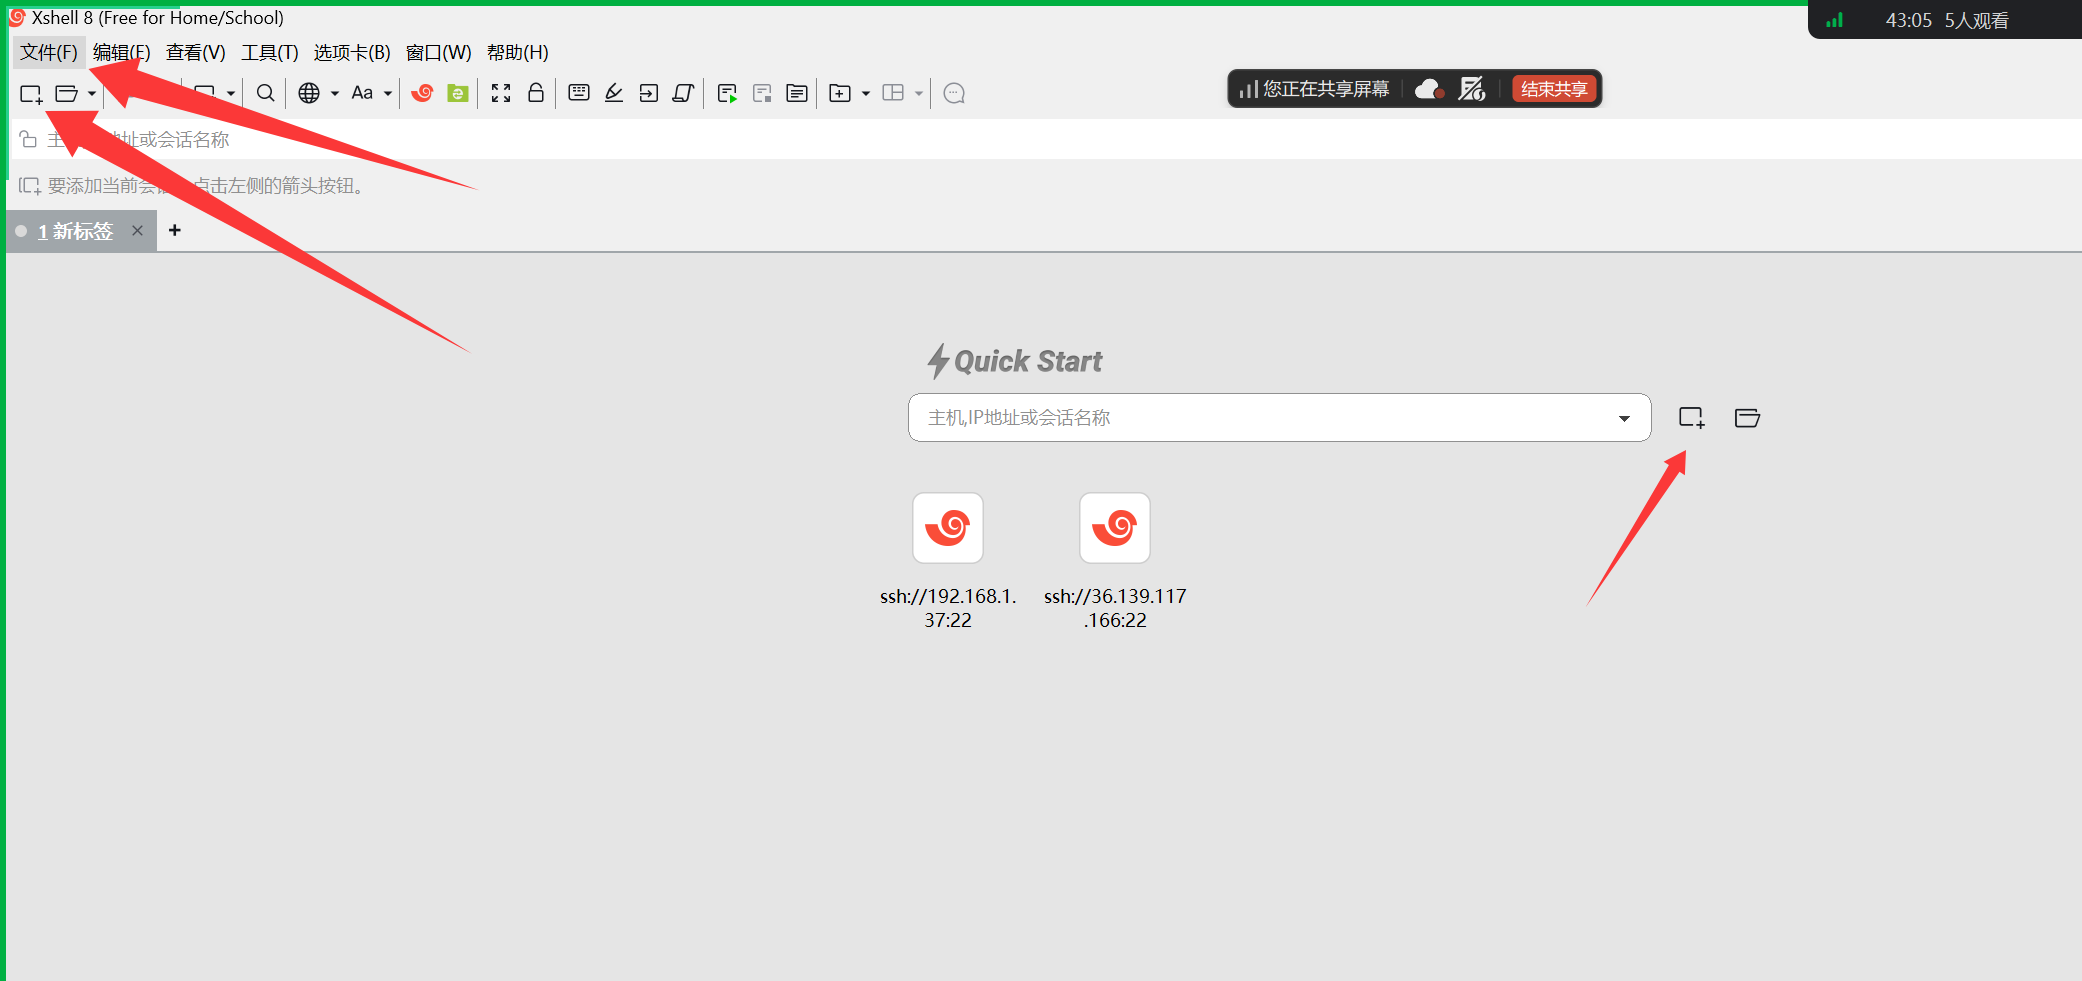 Xshell 8 (Free for Home/School)
43:05 5人观看
文件(F) 编辑(E) 查看(V) 工具(T) 选项卡(B) 窗口(W) 帮助(H)
Aa
您正在共享屏幕 结束共享
主 地址或会话名称
要添加当前会话 点击左侧的箭头按钮。
1 新标签
Quick Start
主机,IP地址或会话名称
ssh://192.168.1.
37:22
ssh://36.139.117
.166:22